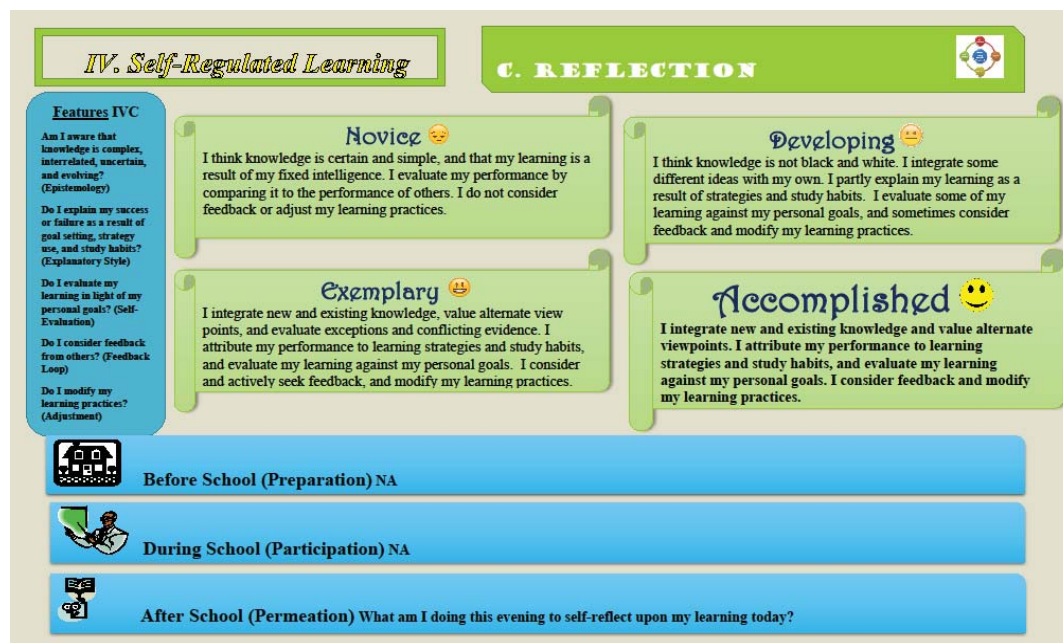 IV. Self-Regulated Learning
C. REFLECTION
Features IVC
Am I aware that
knowledge is complex,
interrelated, uncertain,
and evolving?
(Epistemology)
Do I explain my success
or failure as a result of
goal setting, strategy
use, and study habits?
(Explanatory Style)
Do I evaluate my
learning in light of my
personal goals? (Self-
Evaluation)
Do I consider feedback
from others? (Feedback
Loop)
Do I modify my
learning practices?
(Adjustment)
Novice
I think knowledge is certain and simple, and that my learning is a
result of my fixed intelligence. I evaluate my performance by
comparing it to the performance of others. I do not consider
feedback or adjust my learning practices.
Developing
I think knowledge is not black and white. I integrate some
different ideas with my own. I partly explain my learning as a
result of strategies and study habits.  I evaluate some of my
learning against my personal goals, and sometimes consider
feedback and modify my learning practices.
Exemplary
I integrate new and existing knowledge, value alternate view
points, and evaluate exceptions and conflicting evidence. I
attribute my performance to learning strategies and study habits,
and evaluate my learning against my personal goals.  I consider
and actively seek feedback, and modify my learning practices.
Accomplished
I integrate new and existing knowledge and value alternate
viewpoints. I attribute my performance to learning
strategies and study habits, and evaluate my learning
against my personal goals. I consider feedback and modify
my learning practices.
Before School (Preparation) NA
During School (Participation) NA
After School (Permeation) What am I doing this evening to self-reflect upon my learning today?